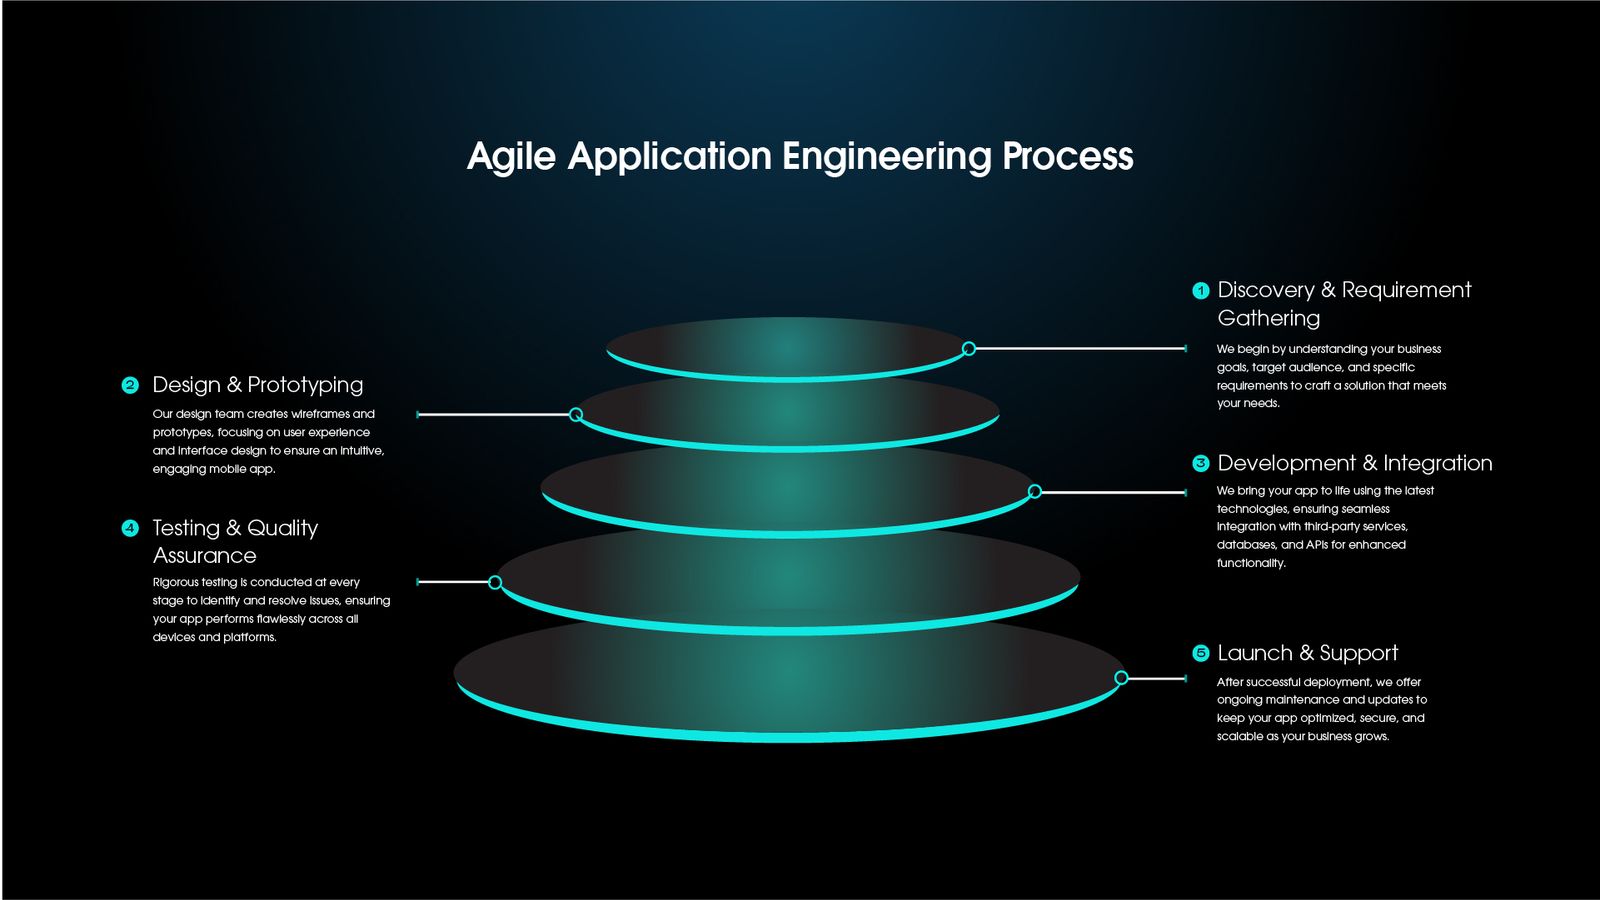 Agile Application Engineering Process
1 Discovery & Requirement
Gathering
We begin by understanding your business
goals, target audience, and specific
requirements to craft a solution that meets
your needs.
2 Design & Prototyping
Our design team creates wireframes and
prototypes, focusing on user experience
and interface design to ensure an intuitive,
engaging mobile app.
3 Development & Integration
We bring your app to life using the latest
technologies, ensuring seamless
integration with third-party services,
databases, and APIs for enhanced
functionality.
4 Testing & Quality
Assurance
Rigorous testing is conducted at every
stage to identify and resolve issues, ensuring
your app performs flawlessly across all
devices and platforms.
5 Launch & Support
After successful deployment, we offer
ongoing maintenance and updates to
keep your app optimized, secure, and
scalable as your business grows.